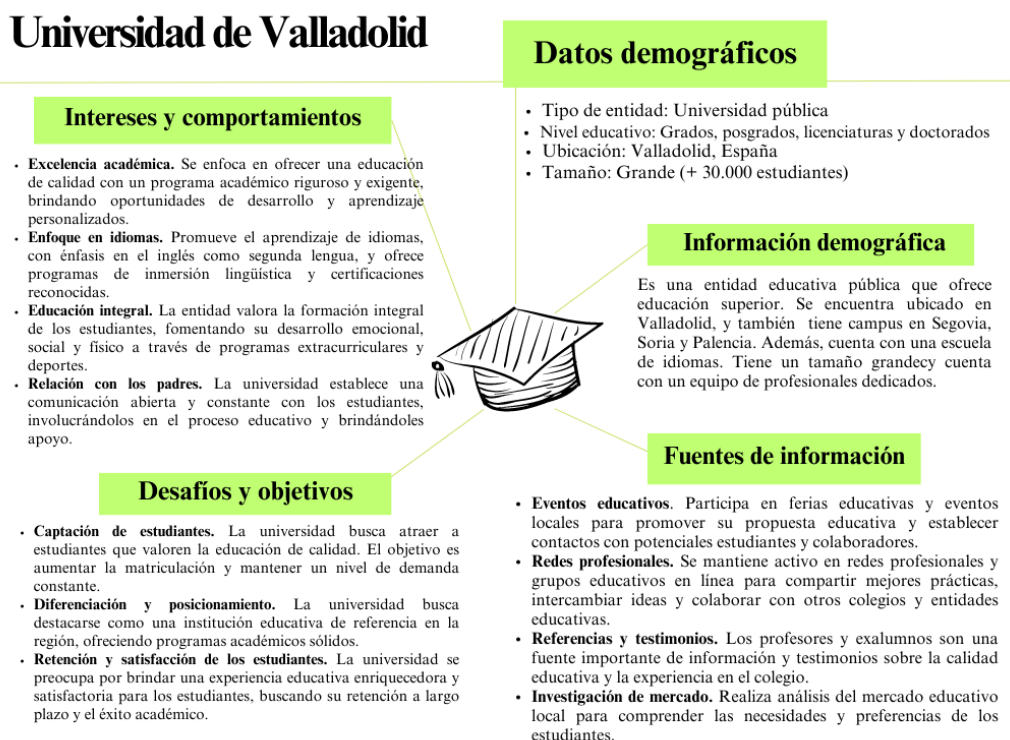 Universidad de Valladolid
Datos demográficos
Tipo de entidad: Universidad pública
Nivel educativo: Grados, posgrados, licenciaturas y doctorados
Ubicación: Valladolid, España
Tamaño: Grande (+ 30.000 estudiantes)
Intereses y comportamientos
Excelencia académica. Se enfoca en ofrecer una educación
de calidad con un programa académico riguroso y exigente,
brindando oportunidades de desarrollo y aprendizaje
personalizados.
Enfoque en idiomas. Promueve el aprendizaje de idiomas,
con énfasis en el inglés como segunda lengua, y ofrece
programas de inmersión lingüística y certificaciones
reconocidas.
Educación integral. La entidad valora la formación integral
de los estudiantes, fomentando su desarrollo emocional,
social y físico a través de programas extracurriculares y
deportes.
Relación con los padres. La universidad establece una
comunicación abierta y constante con los estudiantes,
involucrándolos en el proceso educativo y brindándoles
apoyo.
Información demográfica
Es una entidad educativa pública que ofrece
educación superior. Se encuentra ubicado en
Valladolid, y también tiene campus en Segovia,
Soria y Palencia. Además, cuenta con una escuela
de idiomas. Tiene un tamaño grandecy cuenta
con un equipo de profesionales dedicados.
Desafíos y objetivos
Captación de estudiantes. La universidad busca atraer a
estudiantes que valoren la educación de calidad. El objetivo es
aumentar la matriculación y mantener un nivel de demanda
constante.
Diferenciación y posicionamiento. La universidad busca
destacarse como una institución educativa de referencia en la
región, ofreciendo programas académicos sólidos.
Retención y satisfacción de los estudiantes. La universidad se
preocupa por brindar una experiencia educativa enriquecedora y
satisfactoria para los estudiantes, buscando su retención a largo
plazo y el éxito académico.
Fuentes de información
Eventos educativos. Participa en ferias educativas y eventos
locales para promover su propuesta educativa y establecer
contactos con potenciales estudiantes y colaboradores.
Redes profesionales. Se mantiene activo en redes profesionales y
grupos educativos en línea para compartir mejores prácticas,
intercambiar ideas y colaborar con otros colegios y entidades
educativas.
Referencias y testimonios. Los profesores y exalumnos son una
fuente importante de información y testimonios sobre la calidad
educativa y la experiencia en el colegio.
Investigación de mercado. Realiza análisis del mercado educativo
local para comprender las necesidades y preferencias de los
estudiantes.